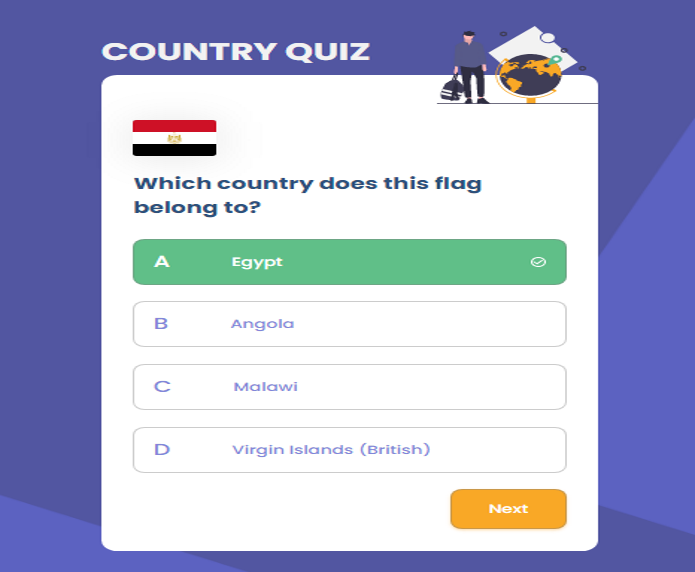 COUNTRY QUIZ
Which country does this flag
belong to?
A Egypt
B Angola
C Malawi
D Virgin Islands (British)
Next